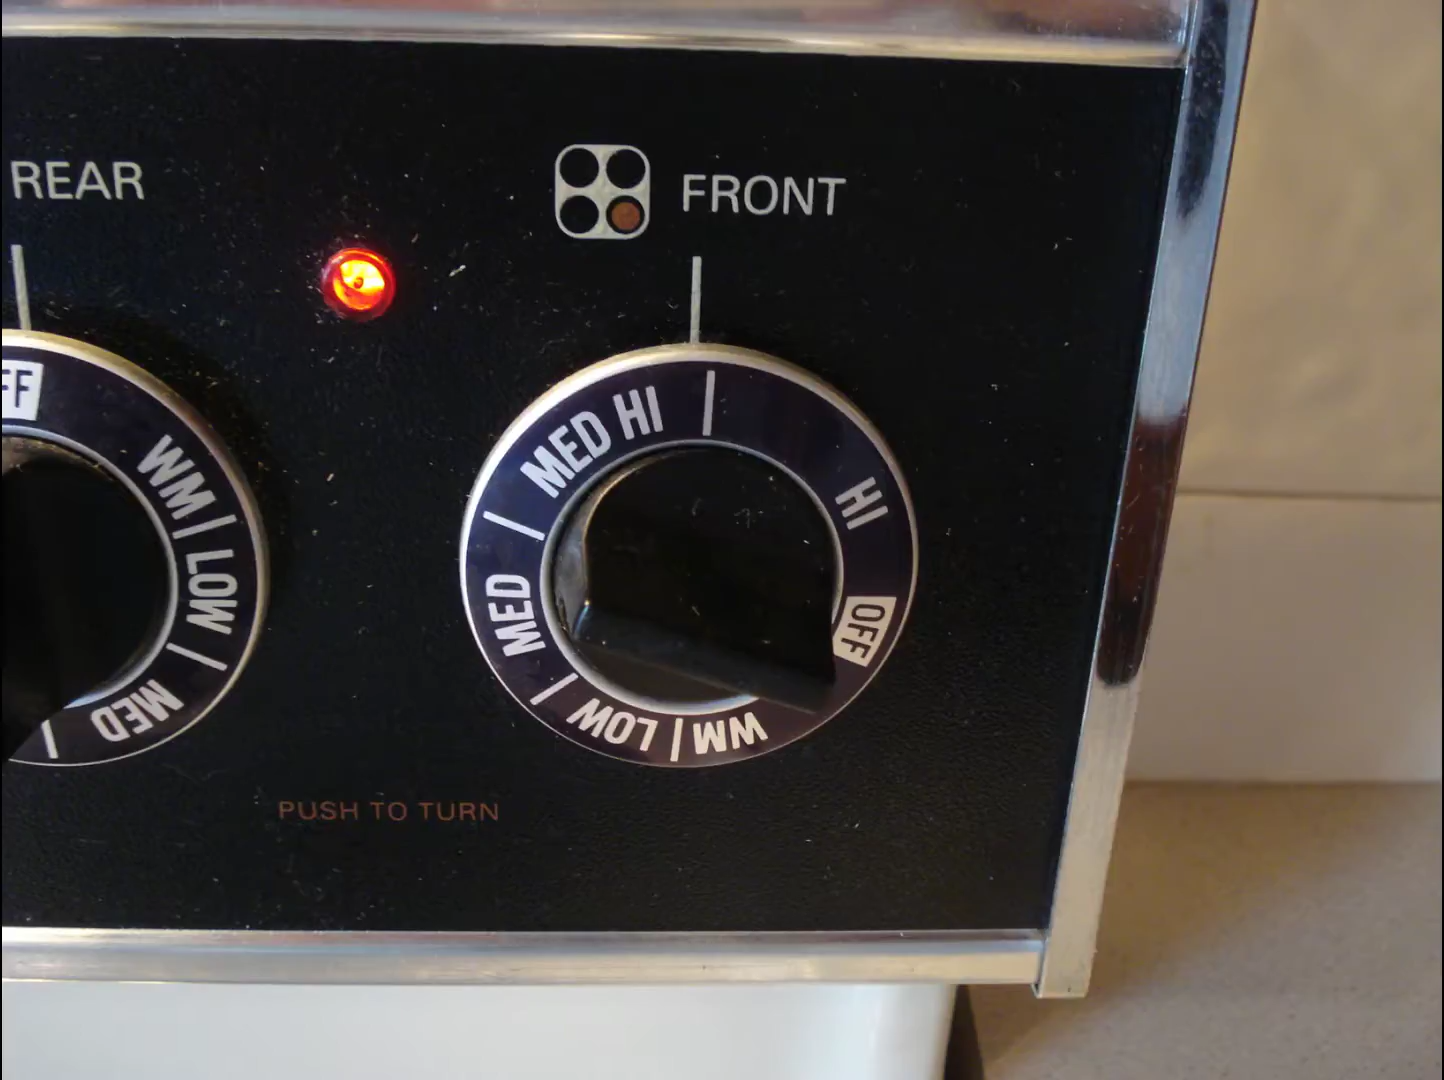 REAR
FRONT
FF
WM | LOW | MED |
MED HI | HI OFF WM | LOW | MED |
PUSH TO TURN